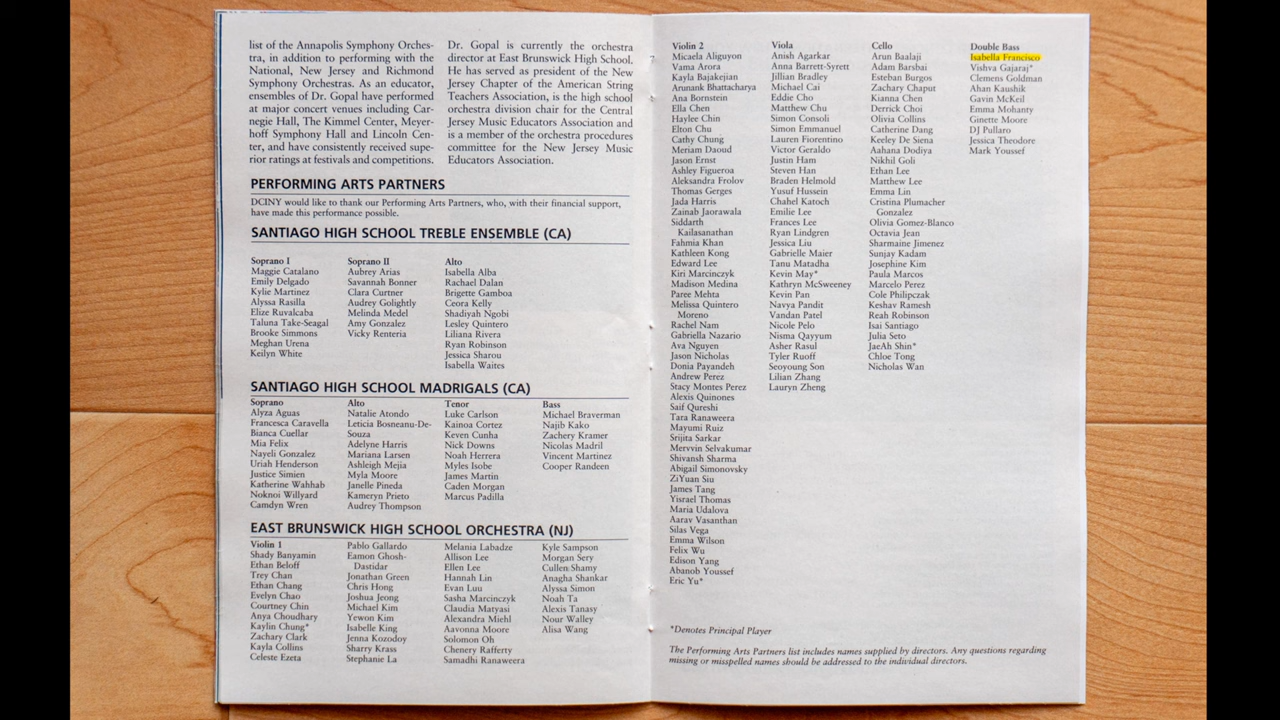 list of the Annapolis Symphony Orches-
tra, in addition to performing with the
National, New Jersey and Richmond
Symphony Orchestras. As an educator,
ensembles of Dr. Gopal have performed
at major concert venues including Car-
negie Hall, The Kimmel Center, Meyer-
hoff Symphony Hall and Lincoln Cen-
ter, and have consistently received supe-
rior ratings at festivals and competitions.
Dr. Gopal is currently the orchestra
director at East Brunswick High School.
He has served as president of the New
Jersey Chapter of the American String
Teachers Association, is the high school
orchestra division chair for the Central
Jersey Music Educators Association and
is a member of the orchestra procedures
committee for the New Jersey Music
Educators Association.
PERFORMING ARTS PARTNERS
DCINY would like to thank our Performing Arts Partners, who, with their financial support,
have made this performance possible.
SANTIAGO HIGH SCHOOL TREBLE ENSEMBLE (CA)
Soprano I
Maggie Catalano
Emily Delgado
Kylie Martinez
Alyssa Rasilla
Elize Ruvalcaba
Taluna Take-Seagal
Brooke Simmons
Meghan Urena
Keilyn White
Soprano II
Aubrey Arias
Savannah Bonner
Clara Curtner
Audrey Golightly
Melinda Medel
Amy Gonzalez
Vicky Renteria
Alto
Isabella Alba
Rachael Dalan
Brigette Gamboa
Ceora Kelly
Shadiyah Ngobi
Lesley Quintero
Liliana Rivera
Ryan Robinson
Jessica Sharou
Isabella Waites
SANTIAGO HIGH SCHOOL MADRIGALS (CA)
Soprano
Alyza Aguas
Francesca Caravella
Bianca Cuellar
Mia Felix
Nayeli Gonzalez
Uriah Henderson
Justice Simien
Katherine Wahhab
Noknoi Willyard
Camdyn Wren
Alto
Natalie Atondo
Leticia Bosneanu-De-
Souza
Adelyne Harris
Mariana Larsen
Ashleigh Mejia
Myla Moore
Janelle Pineda
Kameryn Prieto
Audrey Thompson
Tenor
Luke Carlson
Kainoa Cortez
Keven Cunha
Nick Downs
Noah Herrera
Myles Isobe
James Martin
Caden Morgan
Marcus Padilla
Bass
Michael Braverman
Najib Kako
Zachery Kramer
Nicolas Madril
Vincent Martinez
Cooper Randeen
EAST BRUNSWICK HIGH SCHOOL ORCHESTRA (NJ)
Violin 1
Shady Banyamin
Ethan Beloff
Trey Chan
Ethan Chang
Evelyn Chao
Courtney Chin
Anya Choudhary
Kaylin Chung*
Zachary Clark
Kayla Collins
Celeste Ezeta
Pablo Gallardo
Eamon Ghosh-
Dastidar
Jonathan Green
Chris Hong
Joshua Jeong
Michael Kim
Yewon Kim
Isabelle King
Jenna Kozodoy
Sharry Krass
Stephanie La
Melania Labadze
Allison Lee
Ellen Lee
Hannah Lin
Evan Luu
Sasha Marcinczyk
Claudia Matyasi
Alexandra Miehl
Aavonna Moore
Solomon Oh
Chenery Rafferty
Samadhi Ranaweera
Kyle Sampson
Morgan Sery
Cullen Shamy
Anagha Shankar
Alyssa Simon
Noah Ta
Alexis Tanasy
Nour Walley
Alisa Wang
Violin 2
Micaela Aliguyon
Vama Arora
Kayla Bajakejian
Arunank Bhattacharya
Ana Bornstein
Ella Chen
Haylee Chin
Elton Chu
Cathy Chung
Meriam Daoud
Jason Ernst
Ashley Figueroa
Aleksandra Frolov
Thomas Gerges
Jada Harris
Zainab Jaorawala
Siddarth
Kailasanathan
Fahmia Khan
Kathleen Kong
Edward Lee
Kiri Marcinczyk
Madison Medina
Paree Mehta
Melissa Quintero
Moreno
Rachel Nam
Gabriella Nazario
Ava Nguyen
Jason Nicholas
Donia Payandeh
Andrew Perez
Stacy Montes Perez
Alexis Quinones
Saif Qureshi
Tara Ranaweera
Mayumi Ruiz
Srijita Sarkar
Mervvin Selvakumar
Shivansh Sharma
Abigail Simonovsky
ZiYuan Siu
James Tang
Yisrael Thomas
Maria Udalova
Aarav Vasanthan
Silas Vega
Emma Wilson
Felix Wu
Edison Yang
Abanob Youssef
Eric Yu*
Viola
Anish Agarkar
Anna Barrett-Syrett
Jillian Bradley
Michael Cai
Eddie Cho
Matthew Chu
Simon Consoli
Simon Emmanuel
Lauren Fiorentino
Victor Geraldo
Justin Ham
Steven Han
Braden Helmold
Yusuf Hussein
Chahel Katoch
Emilie Lee
Frances Lee
Ryan Lindgren
Jessica Liu
Gabrielle Maier
Tanu Matadha
Kevin May*
Kathryn McSweeney
Kevin Pan
Navya Pandit
Vandan Patel
Nicole Pelo
Nisma Qayyum
Asher Rasul
Tyler Ruoff
Seoyoung Son
Lilian Zhang
Lauryn Zheng
Cello
Arun Baalaji
Adam Barsbai
Esteban Burgos
Zachary Chaput
Kianna Chen
Derrick Choi
Olivia Collins
Catherine Dang
Keeley De Siena
Aahana Dodiya
Nikhil Goli
Ethan Lee
Matthew Lee
Emma Lin
Cristina Plumacher
Gonzalez
Olivia Gomez-Blanco
Octavia Jean
Sharmaine Jimenez
Sunjay Kadam
Josephine Kim
Paula Marcos
Marcelo Perez
Cole Philipczak
Keshav Ramesh
Reah Robinson
Isai Santiago
Julia Seto
JaeAh Shin*
Chloe Tong
Nicholas Wan
Double Bass
Isabella Francisco
Vishva Gajaraj*
Clemens Goldman
Ahan Kaushik
Gavin McKeil
Emma Mohanty
Ginette Moore
DJ Pullaro
Jessica Theodore
Mark Youssef
*Denotes Principal Player
The Performing Arts Partners list includes names supplied by directors. Any questions regarding
missing or misspelled names should be addressed to the individual directors.